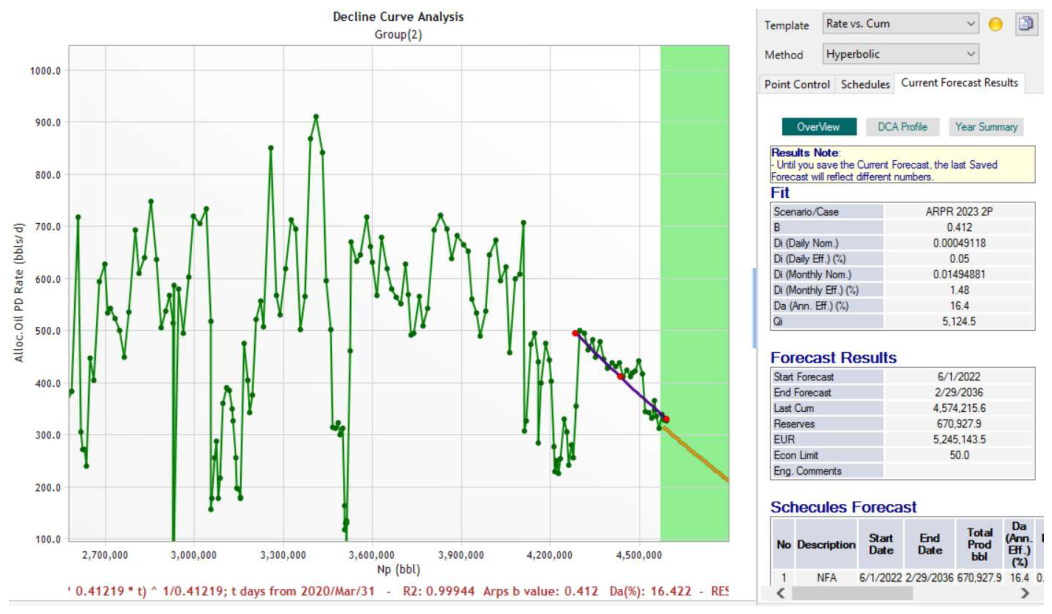 Decline Curve Analysis
Group(2)
Alloc.Oil PD Rate (bbls/d)
1000.0
900.0
800.0
700.0
600.0
500.0
400.0
300.0
200.0
100.0
2,700,000 3,000,000 3,300,000 3,600,000 3,900,000 4,200,000 4,500,000
Np (bbl)
' 0.41219 * t) ^ 1/0.41219; t days from 2020/Mar/31 - R2: 0.99944 Arps b value: 0.412 Da(%): 16.422 - RES
Template Rate vs. Cum
Method Hyperbolic
Point Control Schedules Current Forecast Results
OverView DCA Profile Year Summary
Results Note:
- Until you save the Current Forecast, the last Saved
Forecast will reflect different numbers.
Fit
Scenario/Case ARPR 2023 2P
B 0.412
Di (Daily Nom.) 0.00049118
Di (Daily Eff.) (%) 0.05
Di (Monthly Nom.) 0.01494881
Di (Monthly Eff.) (%) 1.48
Da (Ann. Eff.) (%) 16.4
Qi 5,124.5
Forecast Results
Start Forecast 6/1/2022
End Forecast 2/29/2036
Last Cum 4,574,215.6
Reserves 670,927.9
EUR 5,245,143.5
Econ Limit 50.0
Eng. Comments
Schecules Forecast
No Description Start Date End Date Total Prod bbl Da (Ann. Eff.) (%)
1 NFA 6/1/2022 2/29/2036 670,927.9 16.4 0.